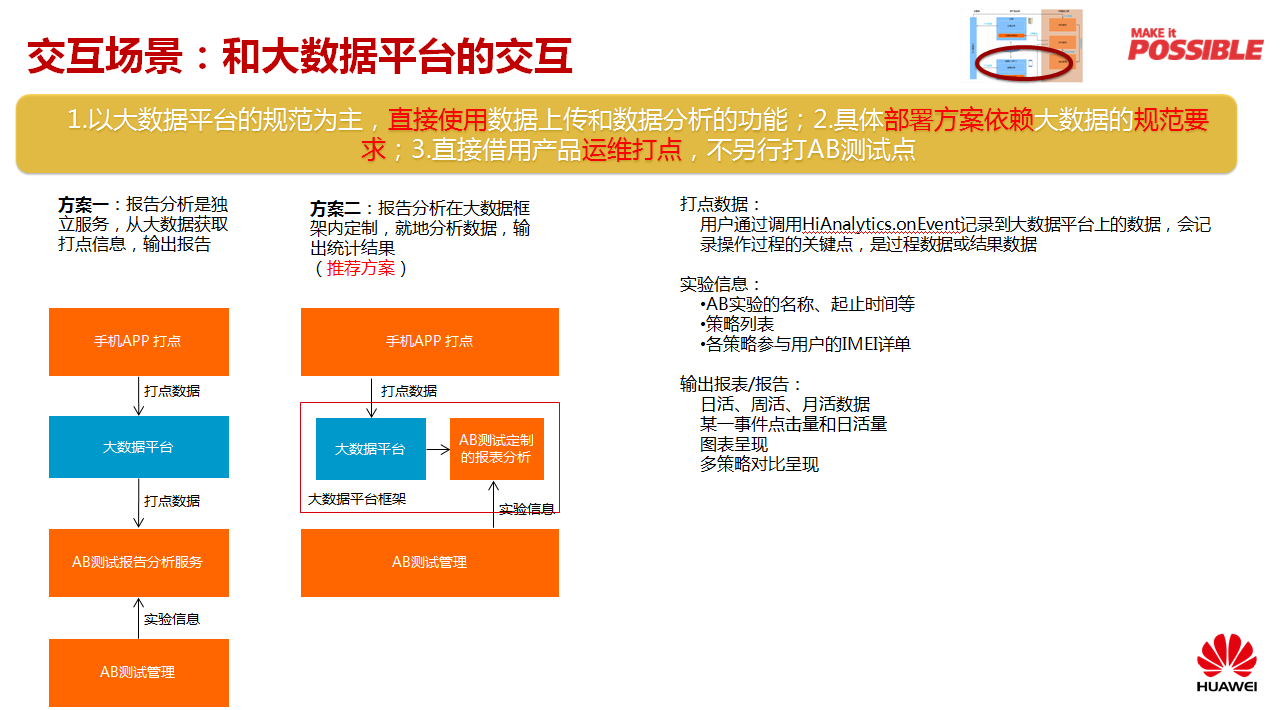 交互场景：和大数据平台的交互
MAKE it
POSSIBLE
1.以大数据平台的规范为主，直接使用数据上传和数据分析的功能；2.具体部署方案依赖大数据的规范要
求；3.直接借用产品运维打点，不另行打AB测试点
方案一：报告分析是独
立服务，从大数据获取
打点信息，输出报告
手机APP 打点
打点数据
大数据平台
打点数据
AB测试报告分析服务
实验信息
AB测试管理
方案二：报告分析在大数据框
架内定制，就地分析数据，输
出统计结果
（推荐方案）
手机APP 打点
打点数据
大数据平台
AB测试定制
的报表分析
大数据平台框架
实验信息
AB测试管理
打点数据：
用户通过调用HiAnalytics.onEvent记录到大数据平台上的数据，会记
录操作过程的关键点，是过程数据或结果数据
实验信息：
•AB实验的名称、起止时间等
•策略列表
•各策略参与用户的IMEI详单
输出报表/报告：
日活、周活、月活数据
某一事件点击量和日活量
图表呈现
多策略对比呈现
HUAWEI